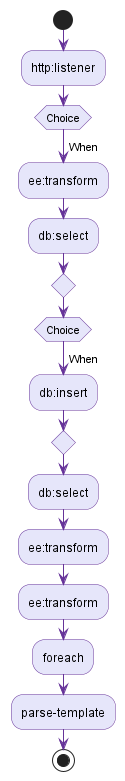 http:listener
Choice
When
ee:transform
db:select
Choice
When
db:insert
db:select
ee:transform
ee:transform
foreach
parse-template